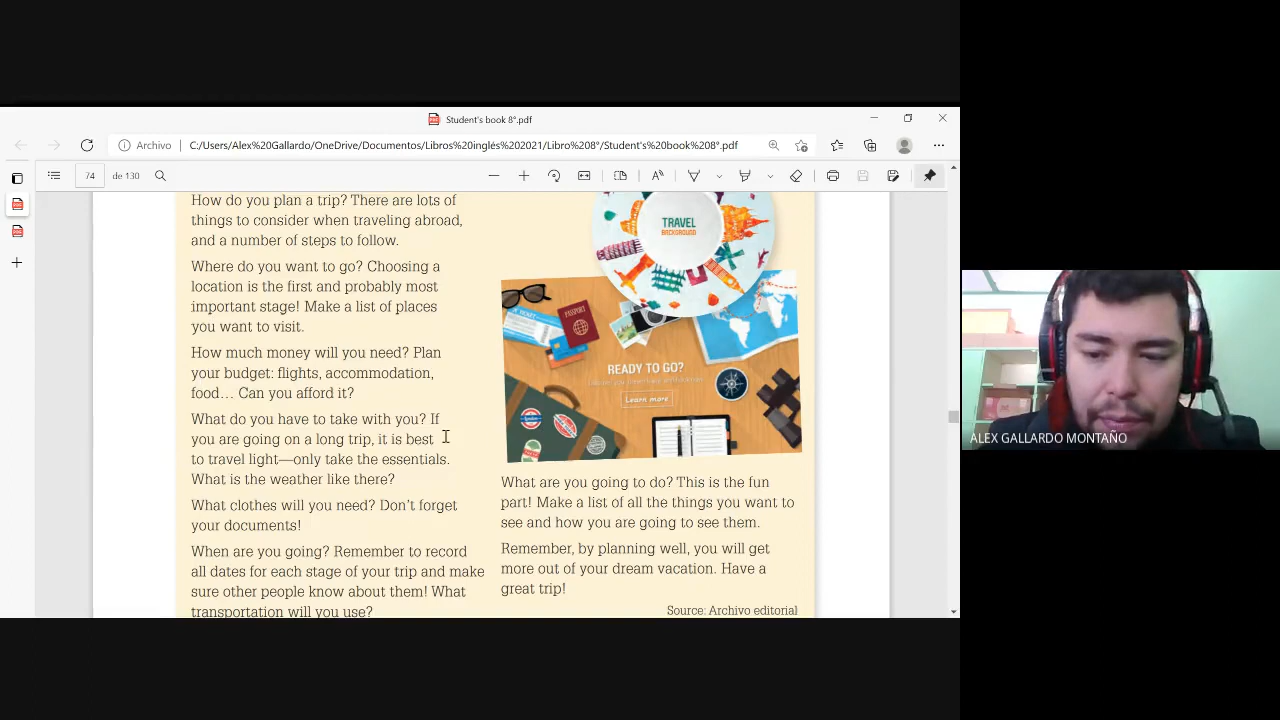 Student's book 8°.pdf
Archivo
C:/Users/Alex%20Gallardo/OneDrive/Documentos/Libros%20inglés%202021/Libro%208°/Student's%20book%208°.pdf
74
de 130
How do you plan a trip? There are lots of
things to consider when traveling abroad,
and a number of steps to follow.
Where do you want to go? Choosing a
location is the first and probably most
important stage! Make a list of places
you want to visit.
How much money will you need? Plan
your budget: flights, accommodation,
food... Can you afford it?
What do you have to take with you? If
you are going on a long trip, it is best
to travel light—only take the essentials.
What is the weather like there?
What clothes will you need? Don't forget
your documents!
When are you going? Remember to record
all dates for each stage of your trip and make
sure other people know about them! What
transportation will you use?
TRAVEL
BACKGROUND
PASSPORT
TICKET
READY TO GO?
Learn more
What are you going to do? This is the fun
part! Make a list of all the things you want to
see and how you are going to see them.
Remember, by planning well, you will get
more out of your dream vacation. Have a
great trip!
Source: Archivo editorial
ALEX GALLARDO MONTAÑO